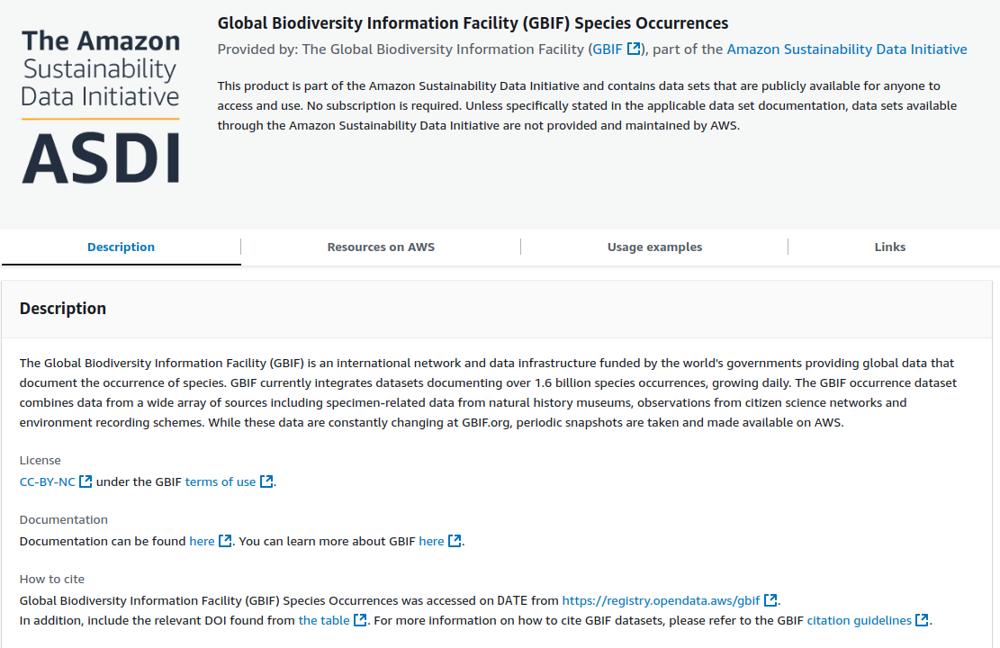 The Amazon
Sustainability
Data Initiative
ASDI
Global Biodiversity Information Facility (GBIF) Species Occurrences
Provided by: The Global Biodiversity Information Facility (GBIF), part of the Amazon Sustainability Data Initiative
This product is part of the Amazon Sustainability Data Initiative and contains data sets that are publicly available for anyone to
access and use. No subscription is required. Unless specifically stated in the applicable data set documentation, data sets available
through the Amazon Sustainability Data Initiative are not provided and maintained by AWS.
Description
Resources on AWS
Usage examples
Links
Description
The Global Biodiversity Information Facility (GBIF) is an international network and data infrastructure funded by the world's governments providing global data that
document the occurrence of species. GBIF currently integrates datasets documenting over 1.6 billion species occurrences, growing daily. The GBIF occurrence dataset
combines data from a wide array of sources including specimen-related data from natural history museums, observations from citizen science networks and
environment recording schemes. While these data are constantly changing at GBIF.org, periodic snapshots are taken and made available on AWS.
License
CC-BY-NC under the GBIF terms of use.
Documentation
Documentation can be found here. You can learn more about GBIF here.
How to cite
Global Biodiversity Information Facility (GBIF) Species Occurrences was accessed on DATE from https://registry.opendata.aws/gbif.
In addition, include the relevant DOI found from the table. For more information on how to cite GBIF datasets, please refer to the GBIF citation guidelines.